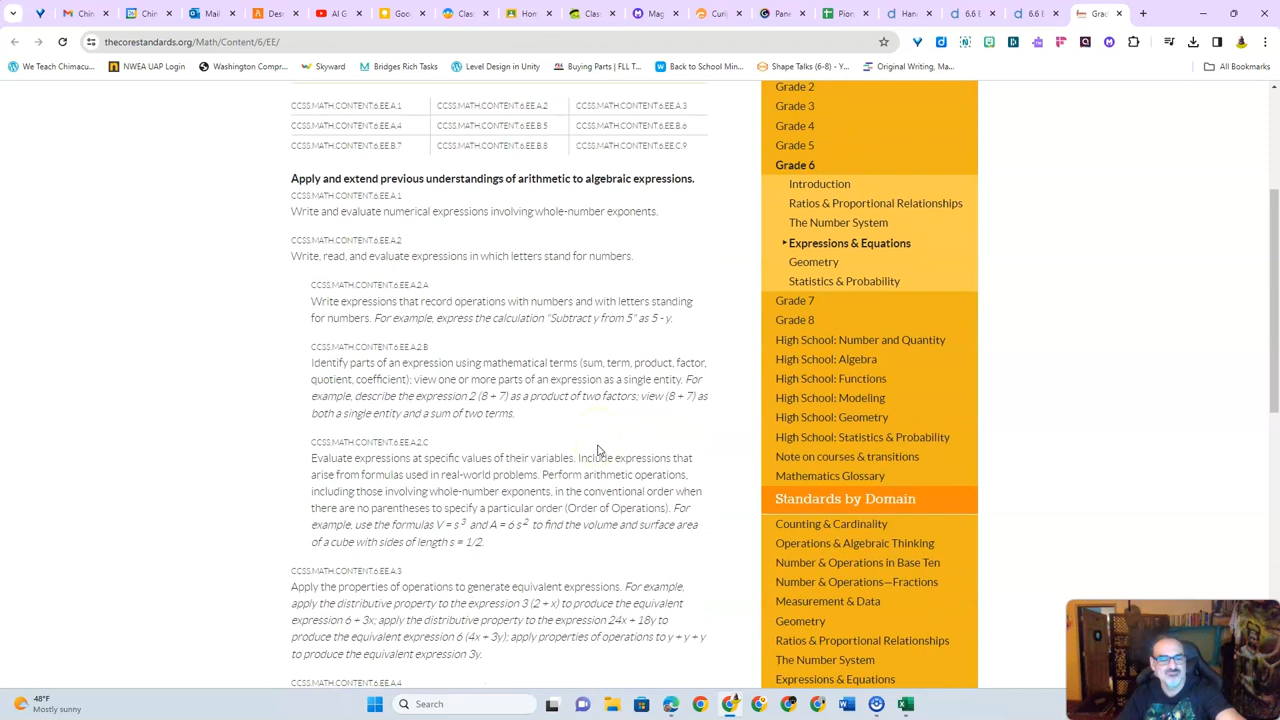 Clas
Chir
Mail
Des
AI G
B.7
Goo
Clas
Hom
Clas
Mag
Curi
Pion
6.6 E
6.6 E
Grac
thecorestandards.org/Math/Content/6/EE/
We Teach Chimacu...
NWEA UAP Login
Washington Compr...
Skyward
Bridges Rich Tasks
Level Design in Unity
Buying Parts | FLL T...
Back to School Min...
Shape Talks (6-8) - Y...
Original Writing, Ma...
All Bookmarks
CCSS.MATH.CONTENT.6.EE.A.1 CCSS.MATH.CONTENT.6.EE.A.2 CCSS.MATH.CONTENT.6.EE.A.3
CCSS.MATH.CONTENT.6.EE.A.4 CCSS.MATH.CONTENT.6.EE.B.5 CCSS.MATH.CONTENT.6.EE.B.6
CCSS.MATH.CONTENT.6.EE.B.7 CCSS.MATH.CONTENT.6.EE.B.8 CCSS.MATH.CONTENT.6.EE.C.9
Apply and extend previous understandings of arithmetic to algebraic expressions.
CCSS.MATH.CONTENT.6.EE.A.1
Write and evaluate numerical expressions involving whole-number exponents.
CCSS.MATH.CONTENT.6.EE.A.2
Write, read, and evaluate expressions in which letters stand for numbers.
CCSS.MATH.CONTENT.6.EE.A.2.A
Write expressions that record operations with numbers and with letters standing
for numbers. For example, express the calculation "Subtract y from 5" as 5 - y.
CCSS.MATH.CONTENT.6.EE.A.2.B
Identify parts of an expression using mathematical terms (sum, term, product, factor,
quotient, coefficient); view one or more parts of an expression as a single entity. For
example, describe the expression 2 (8 + 7) as a product of two factors; view (8 + 7) as
both a single entity and a sum of two terms.
CCSS.MATH.CONTENT.6.EE.A.2.C
Evaluate expressions at specific values of their variables. Include expressions that
arise from formulas used in real-world problems. Perform arithmetic operations,
including those involving whole-number exponents, in the conventional order when
there are no parentheses to specify a particular order (Order of Operations). For
example, use the formulas V = s³ and A = 6 s² to find the volume and surface area
of a cube with sides of length s = 1/2.
CCSS.MATH.CONTENT.6.EE.A.3
Apply the properties of operations to generate equivalent expressions. For example,
apply the distributive property to the expression 3 (2 + x) to produce the equivalent
expression 6 + 3x; apply the distributive property to the expression 24x + 18y to
produce the equivalent expression 6 (4x + 3y); apply properties of operations to y + y + y
to produce the equivalent expression 3y.
CCSS.MATH.CONTENT.6.EE.A.4
Grade 2
Grade 3
Grade 4
Grade 5
Grade 6
Introduction
Ratios & Proportional Relationships
The Number System
Expressions & Equations
Geometry
Statistics & Probability
Grade 7
Grade 8
High School: Number and Quantity
High School: Algebra
High School: Functions
High School: Modeling
High School: Geometry
High School: Statistics & Probability
Note on courses & transitions
Mathematics Glossary
Standards by Domain
Counting & Cardinality
Operations & Algebraic Thinking
Number & Operations in Base Ten
Number & Operations—Fractions
Measurement & Data
Geometry
Ratios & Proportional Relationships
The Number System
Expressions & Equations
48°F
Mostly sunny
Search